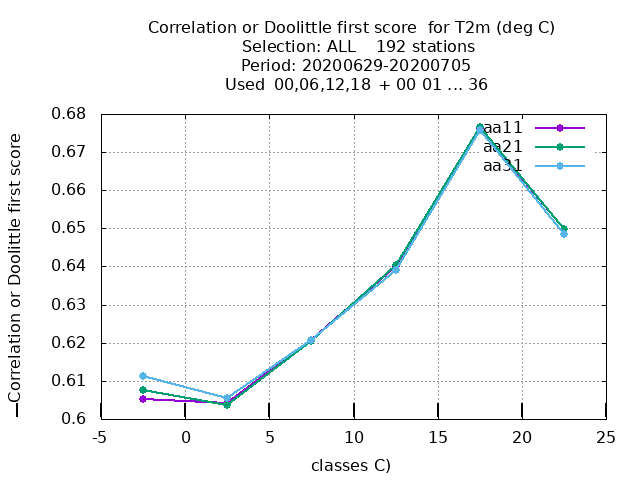 Correlation or Doolittle first score  for T2m (deg C)
Selection: ALL    192 stations
Period: 20200629-20200705
Used  00,06,12,18  + 00 01 ... 36
Correlation or Doolittle first score
0.68
0.67
0.66
0.65
0.64
0.63
0.62
0.61
0.6
aa11
aa21
aa31
-5
0
5
10
15
20
25
classes C)